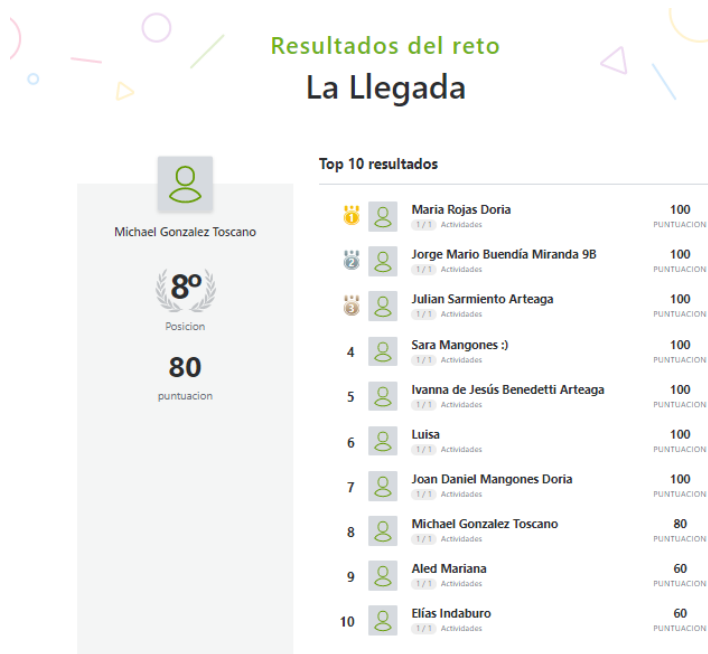 Resultados del reto
La Llegada
Michael Gonzalez Toscano
8º
Posicion
80
puntuacion
Top 10 resultados
1 Maria Rojas Doria 100
1 / 1 Actividades PUNTUACION
2 Jorge Mario Buendía Miranda 9B 100
1 / 1 Actividades PUNTUACION
3 Julian Sarmiento Arteaga 100
1 / 1 Actividades PUNTUACION
4 Sara Mangones :) 100
1 / 1 Actividades PUNTUACION
5 Ivanna de Jesús Benedetti Arteaga 100
1 / 1 Actividades PUNTUACION
6 Luisa 100
1 / 1 Actividades PUNTUACION
7 Joan Daniel Mangones Doria 100
1 / 1 Actividades PUNTUACION
8 Michael Gonzalez Toscano 80
1 / 1 Actividades PUNTUACION
9 Aled Mariana 60
1 / 1 Actividades PUNTUACION
10 Elías Indaburo 60
1 / 1 Actividades PUNTUACION